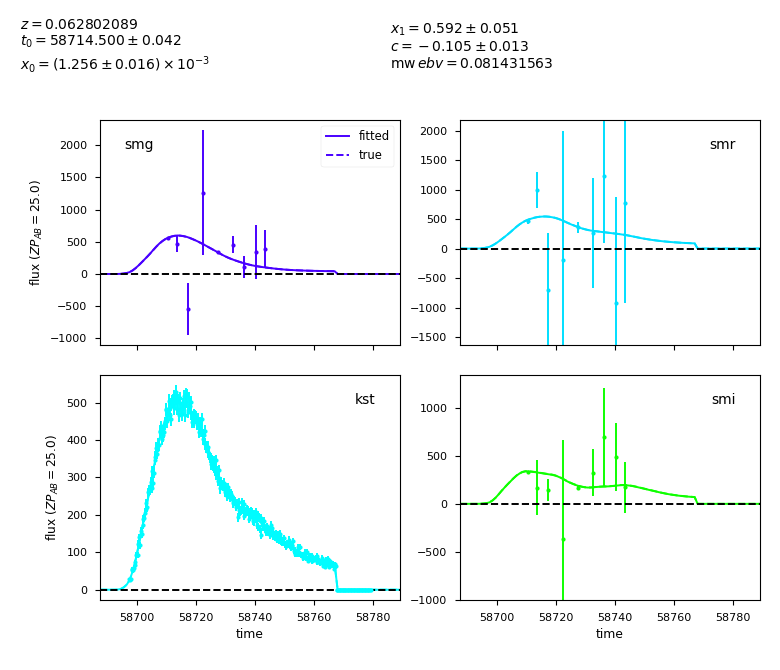 z = 0.062802089
t₀ = 58714.500 ± 0.042
x₀ = (1.256 ± 0.016) × 10⁻³
x₁ = 0.592 ± 0.051
c = −0.105 ± 0.013
mw ebv = 0.081431563
smg
fitted
true
2000
1500
1000
500
0
−500
−1000
flux (ZP_AB = 25.0)
smr
2000
1500
1000
500
0
−500
−1000
−1500
kst
500
400
300
200
100
0
flux (ZP_AB = 25.0)
58700 58720 58740 58760 58780
time
smi
1000
500
0
−500
−1000
58700 58720 58740 58760 58780
time